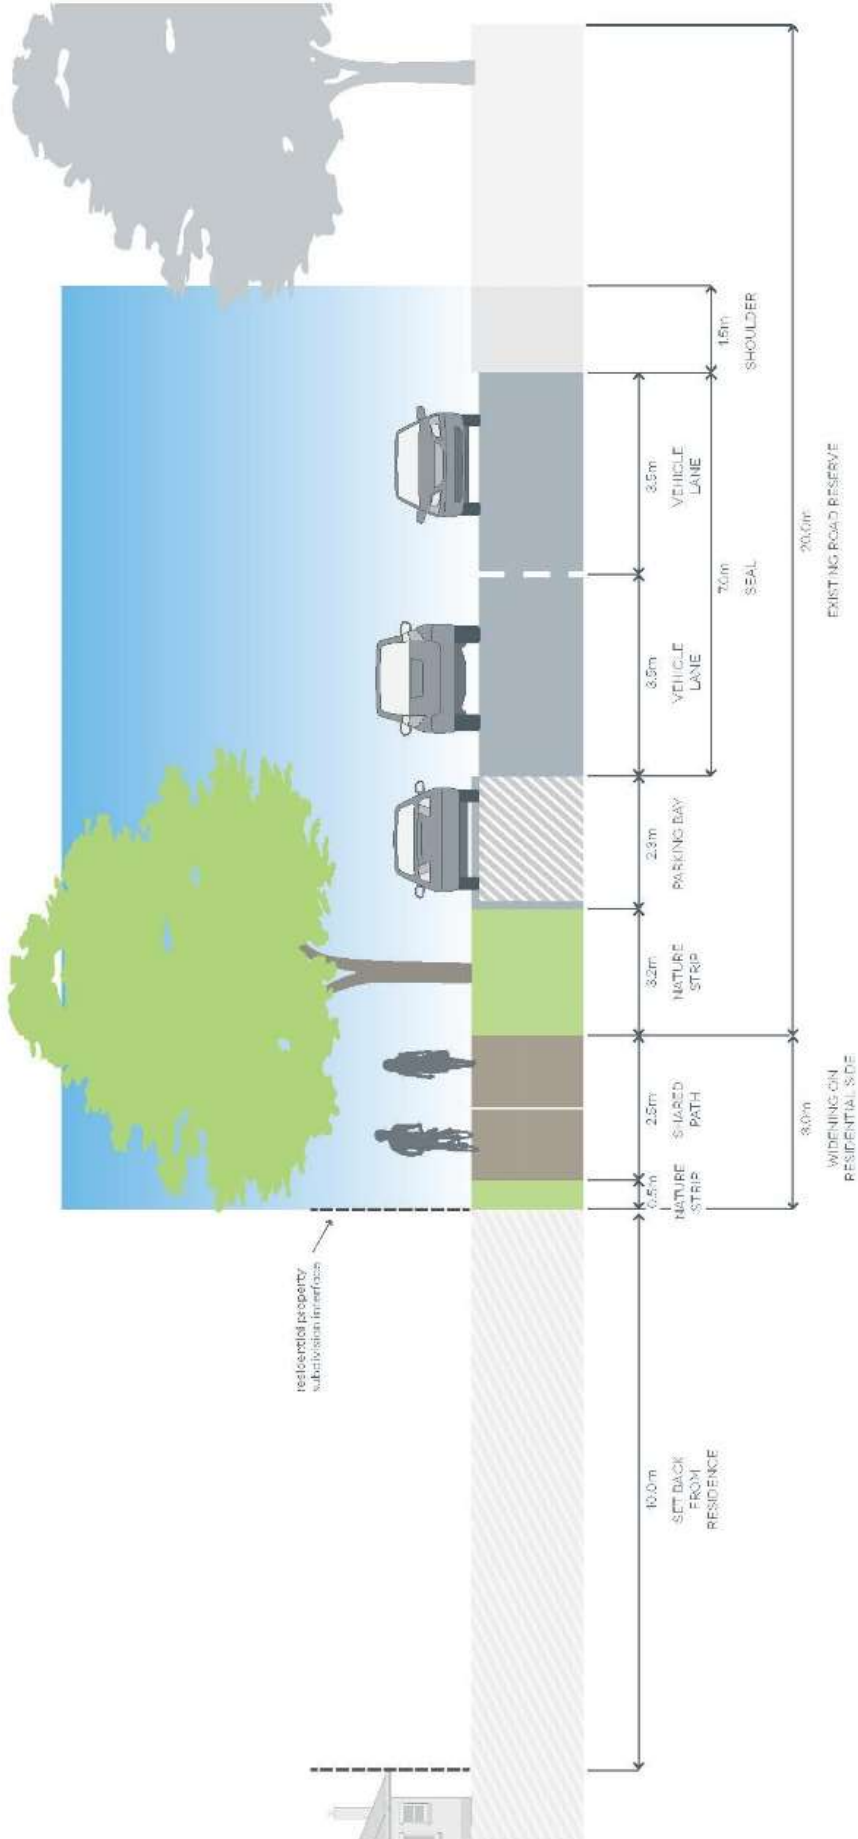 residential property
subdivision interface
10.0m
SET BACK
FROM
RESIDENCE
0.5m
NATURE
STRIP
2.5m
SHARED
PATH
3.2m
NATURE
STRIP
2.3m
PARKING BAY
3.5m
VEHICLE
LANE
3.5m
VEHICLE
LANE
7.0m
SEAL
1.5m
SHOULDER
3.0m
WIDENING ON
RESIDENTIAL SIDE
20.0m
EXISTING ROAD RESERVE